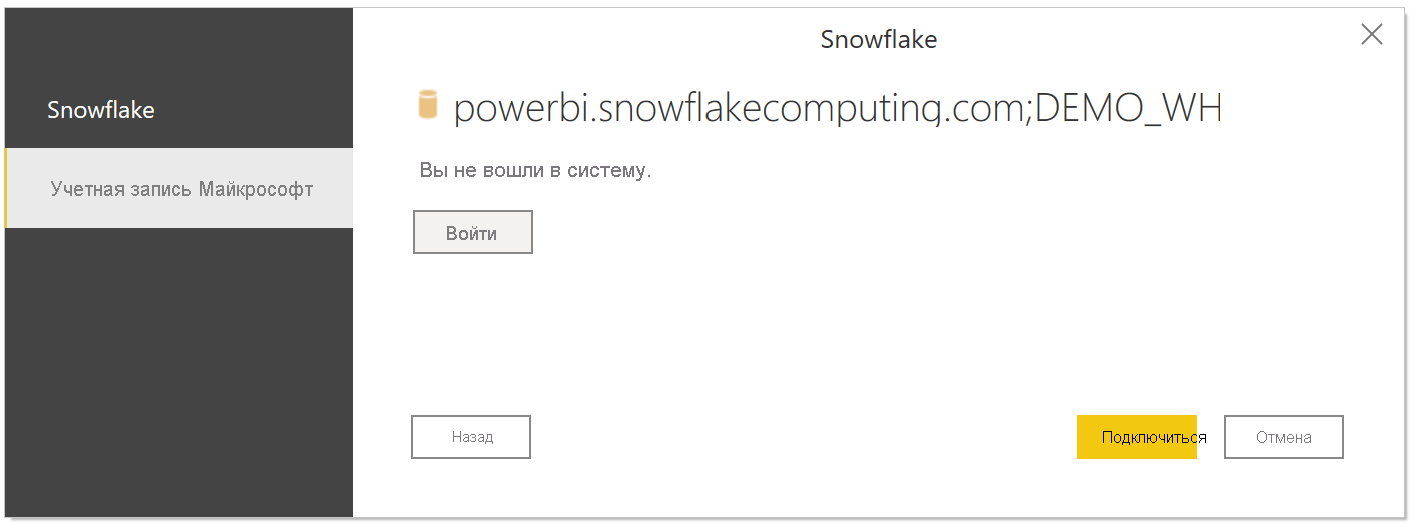 Snowflake
Snowflake
Учетная запись Майкрософт
powerbi.snowflakecomputing.com;DEMO_WH
Вы не вошли в систему.
Войти
Назад
Подключиться
Отмена